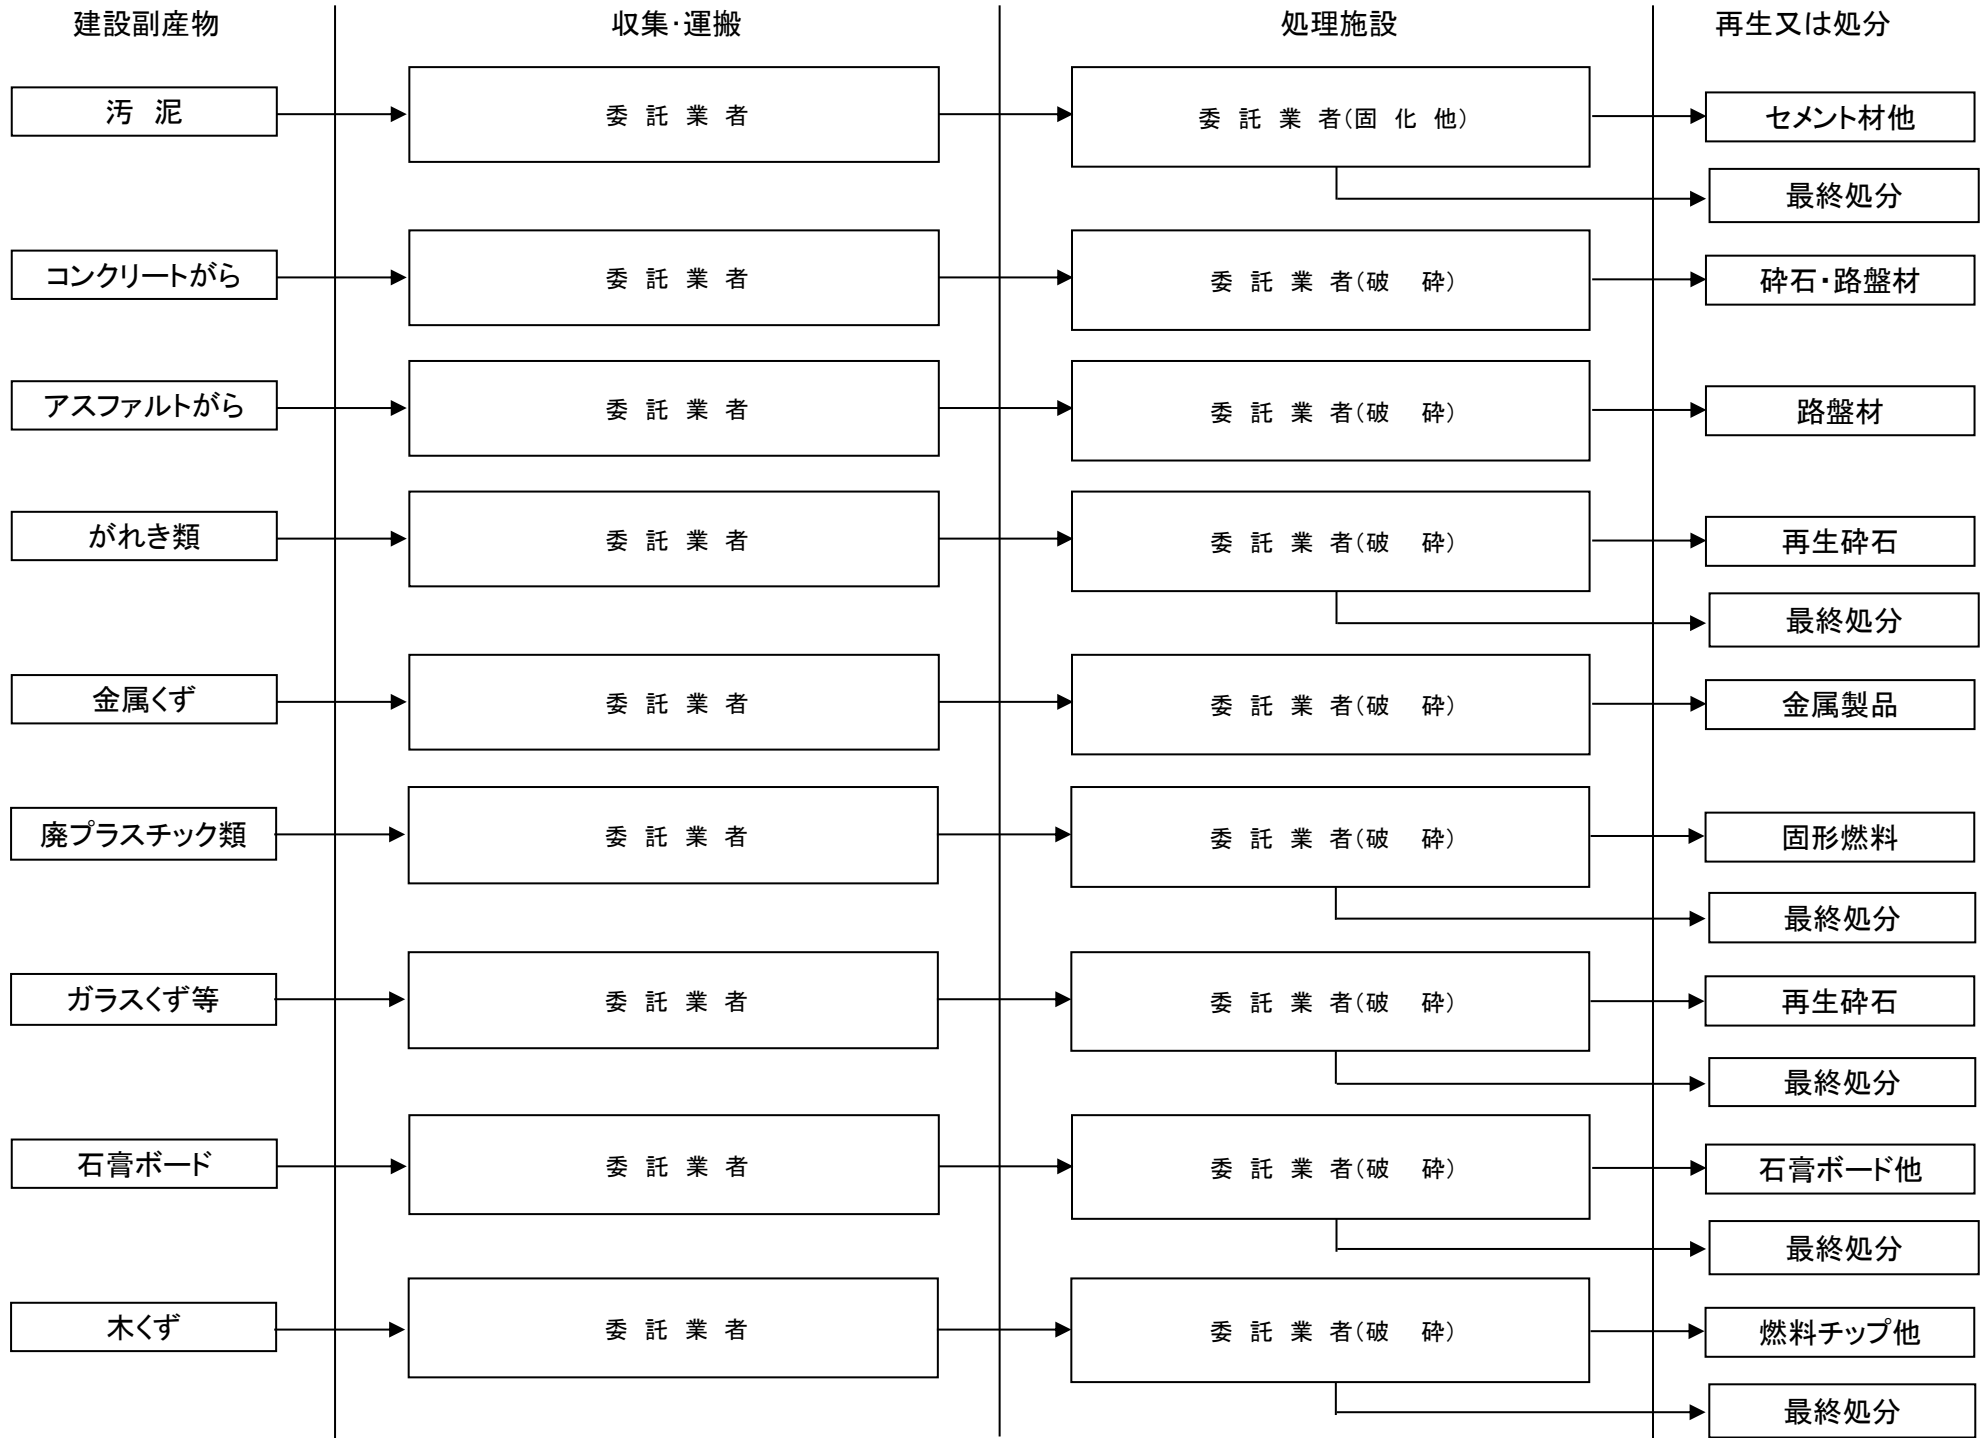 建設副産物 収集･運搬 処理施設 再生又は処分
汚　泥 委　託　業　者 委　託　業　者(固　化　他) セメント材他
最終処分
コンクリートがら 委　託　業　者 委　託　業　者(破　　砕) 砕石・路盤材
アスファルトがら 委　託　業　者 委　託　業　者(破　　砕) 路盤材
がれき類 委　託　業　者 委　託　業　者(破　　砕) 再生砕石
最終処分
金属くず 委　託　業　者 委　託　業　者(破　　砕) 金属製品
廃プラスチック類 委　託　業　者 委　託　業　者(破　　砕) 固形燃料
最終処分
ガラスくず等 委　託　業　者 委　託　業　者(破　　砕) 再生砕石
最終処分
石膏ボード 委　託　業　者 委　託　業　者(破　　砕) 石膏ボード他
最終処分
木くず 委　託　業　者 委　託　業　者(破　　砕) 燃料チップ他
最終処分